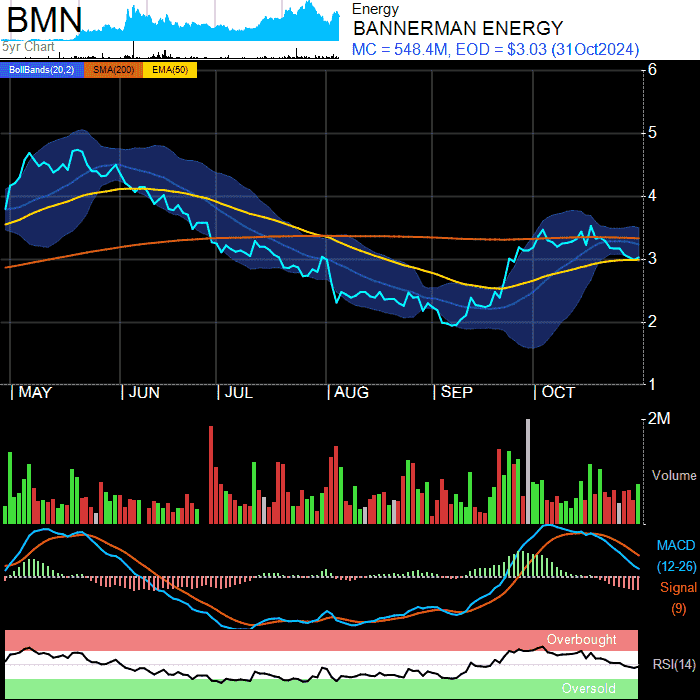 BMN
5yr Chart
Energy
BANNERMAN ENERGY
MC = 548.4M, EOD = $3.03 (31Oct2024)
BollBands(20,2) SMA(200) EMA(50)
6
5
4
3
2
1
MAY JUN JUL AUG SEP OCT
2M
Volume
MACD
(12-26)
Signal
(9)
Overbought
RSI(14)
Oversold